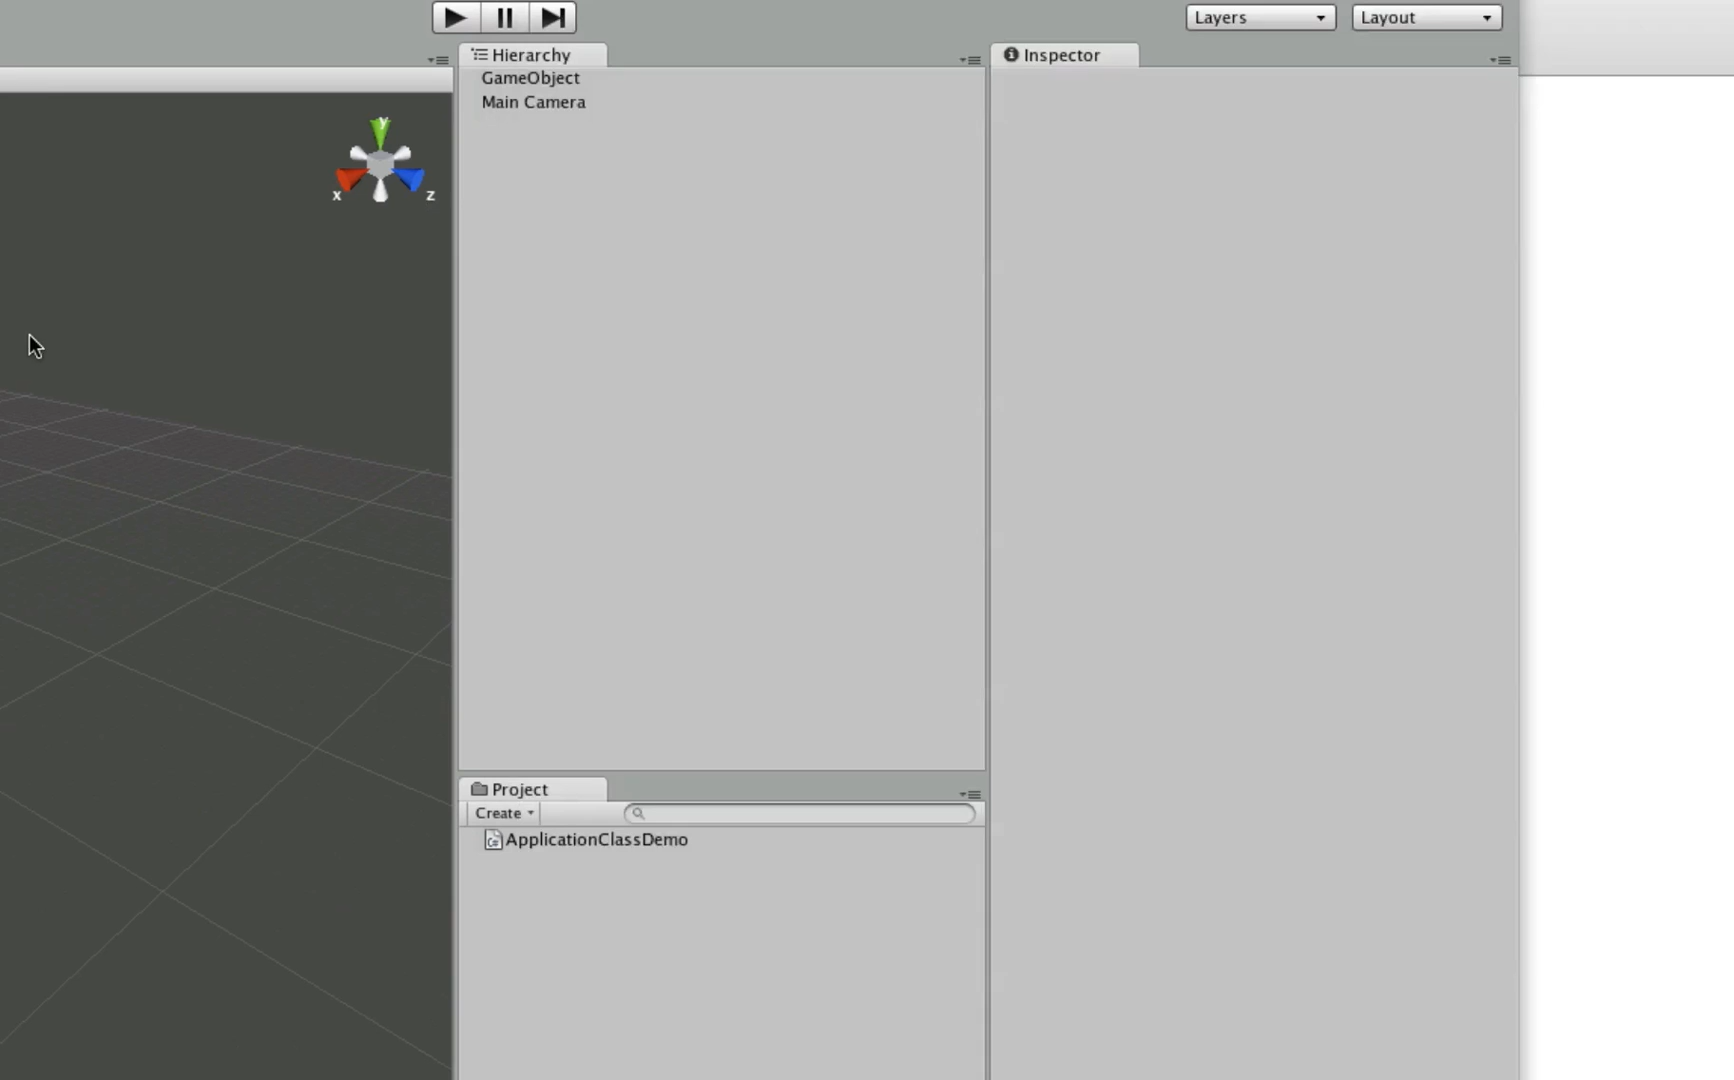 Layers
Layout
Hierarchy
Inspector
GameObject
Main Camera
y
x
z
Project
Create
C#
ApplicationClassDemo